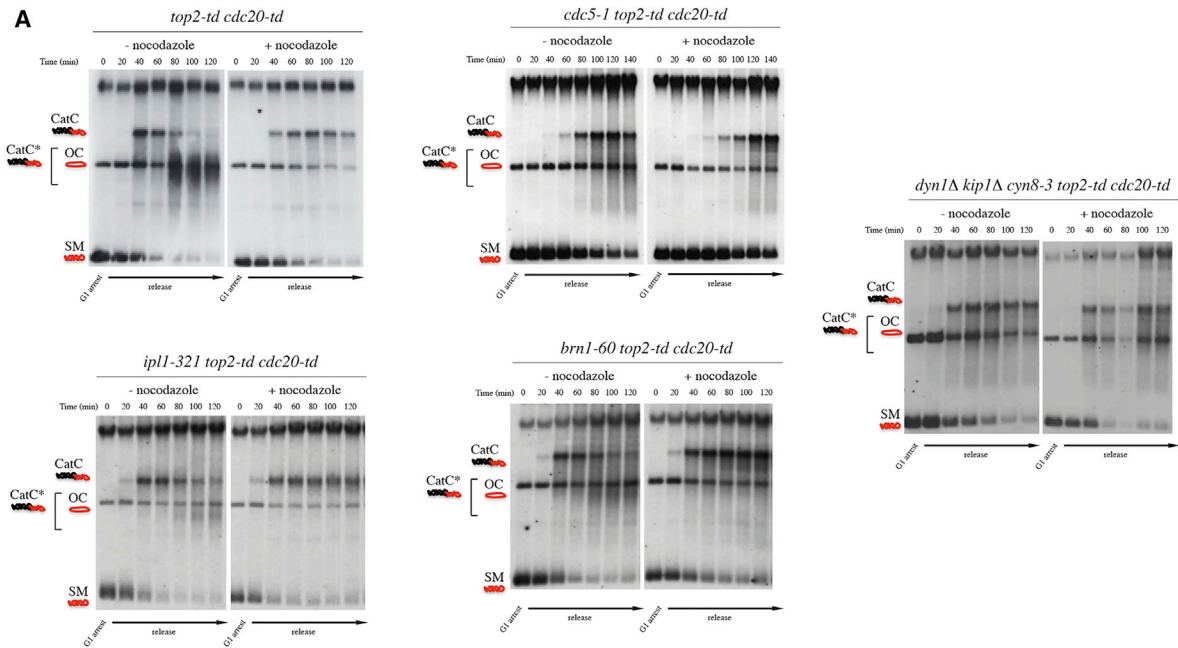 A
top2-td cdc20-td
- nocodazole + nocodazole
Time (min) 0 20 40 60 80 100 120 0 20 40 60 80 100 120
CatC
CatC*
OC
SM
G1 arrest release G1 arrest release
cdc5-1 top2-td cdc20-td
- nocodazole + nocodazole
Time (min) 0 20 40 60 80 100 120 140 0 20 40 60 80 100 120 140
CatC
CatC*
OC
SM
G1 arrest release G1 arrest release
dyn1Δ kip1Δ cyn8-3 top2-td cdc20-td
- nocodazole + nocodazole
Time (min) 0 20 40 60 80 100 120 0 20 40 60 80 100 120
CatC
CatC*
OC
SM
G1 arrest release G1 arrest release
ipl1-321 top2-td cdc20-td
- nocodazole + nocodazole
Time (min) 0 20 40 60 80 100 120 0 20 40 60 80 100 120
CatC
CatC*
OC
SM
G1 arrest release G1 arrest release
brn1-60 top2-td cdc20-td
- nocodazole + nocodazole
Time (min) 0 20 40 60 80 100 120 0 20 40 60 80 100 120
CatC
CatC*
OC
SM
G1 arrest release G1 arrest release